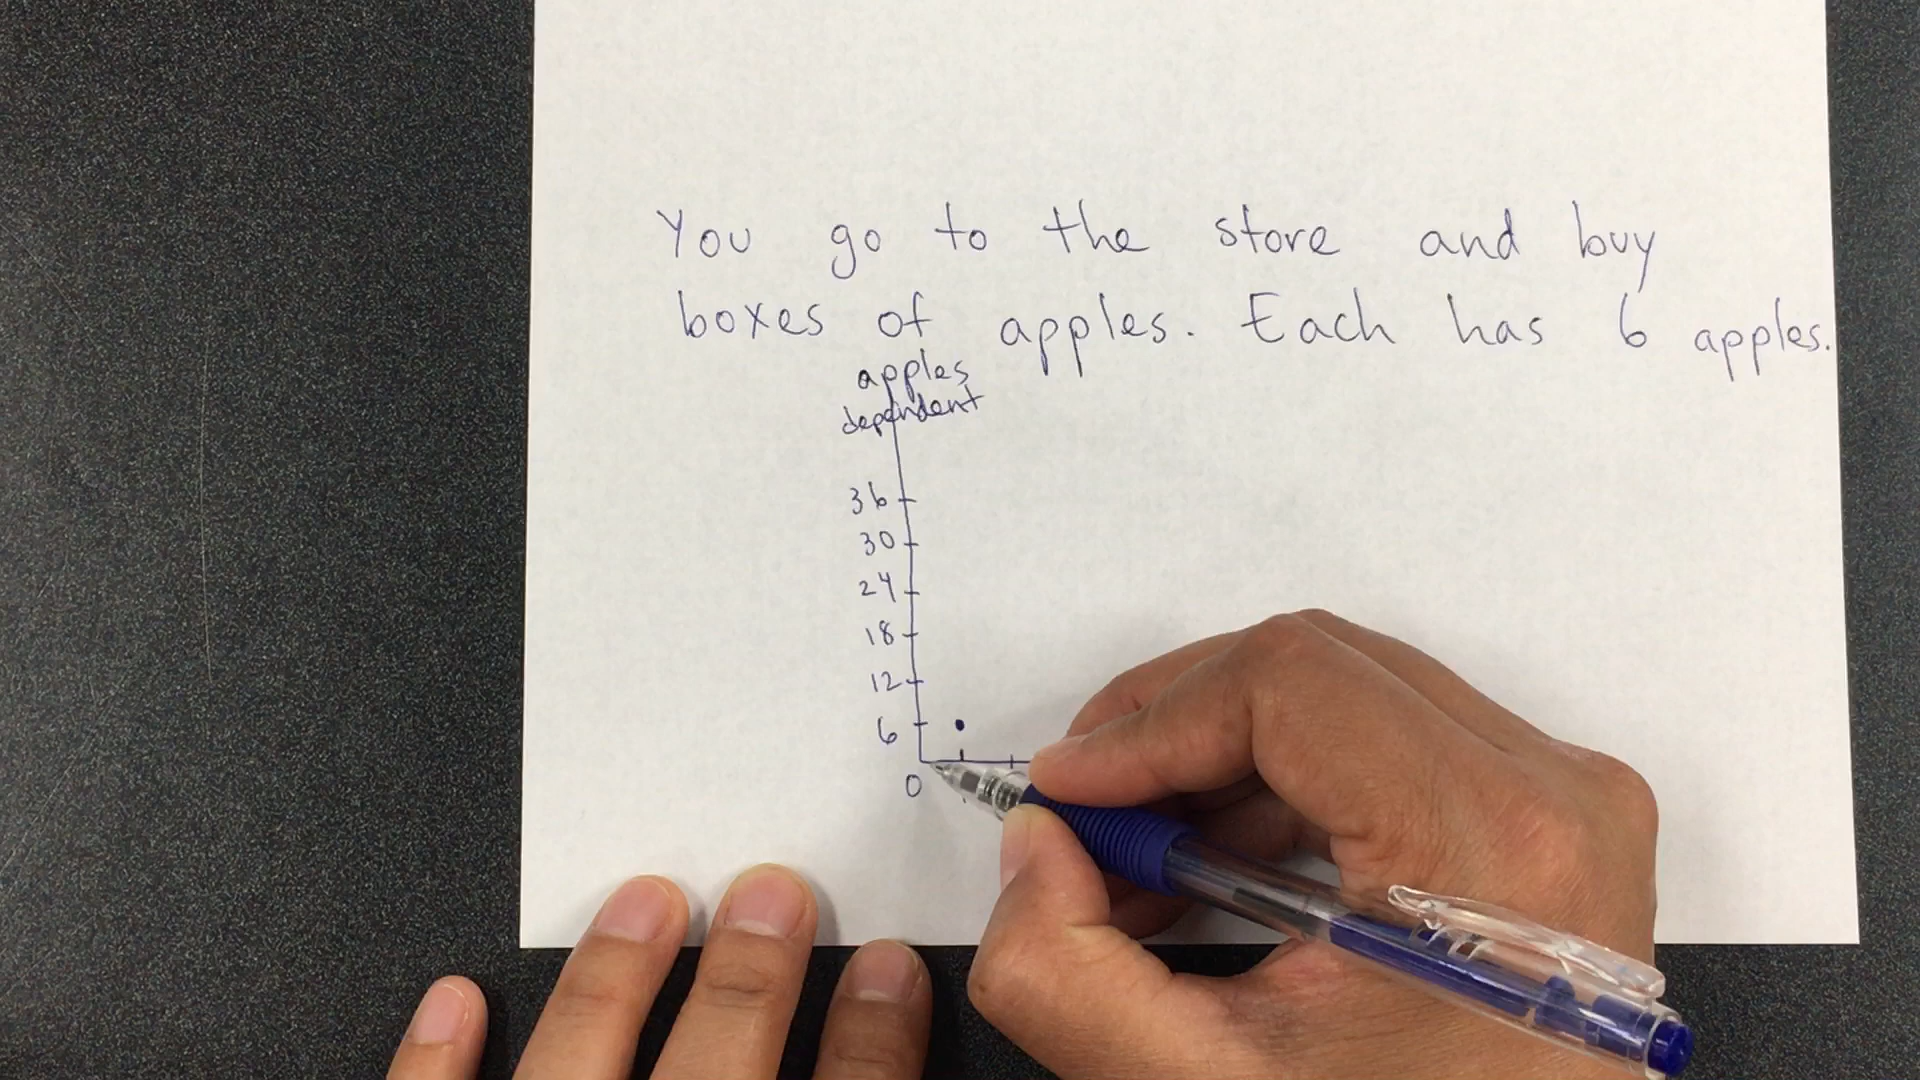 You go to the store and buy
boxes of apples. Each has 6 apples.
apples
dependent
36
30
24
18
12
6
0